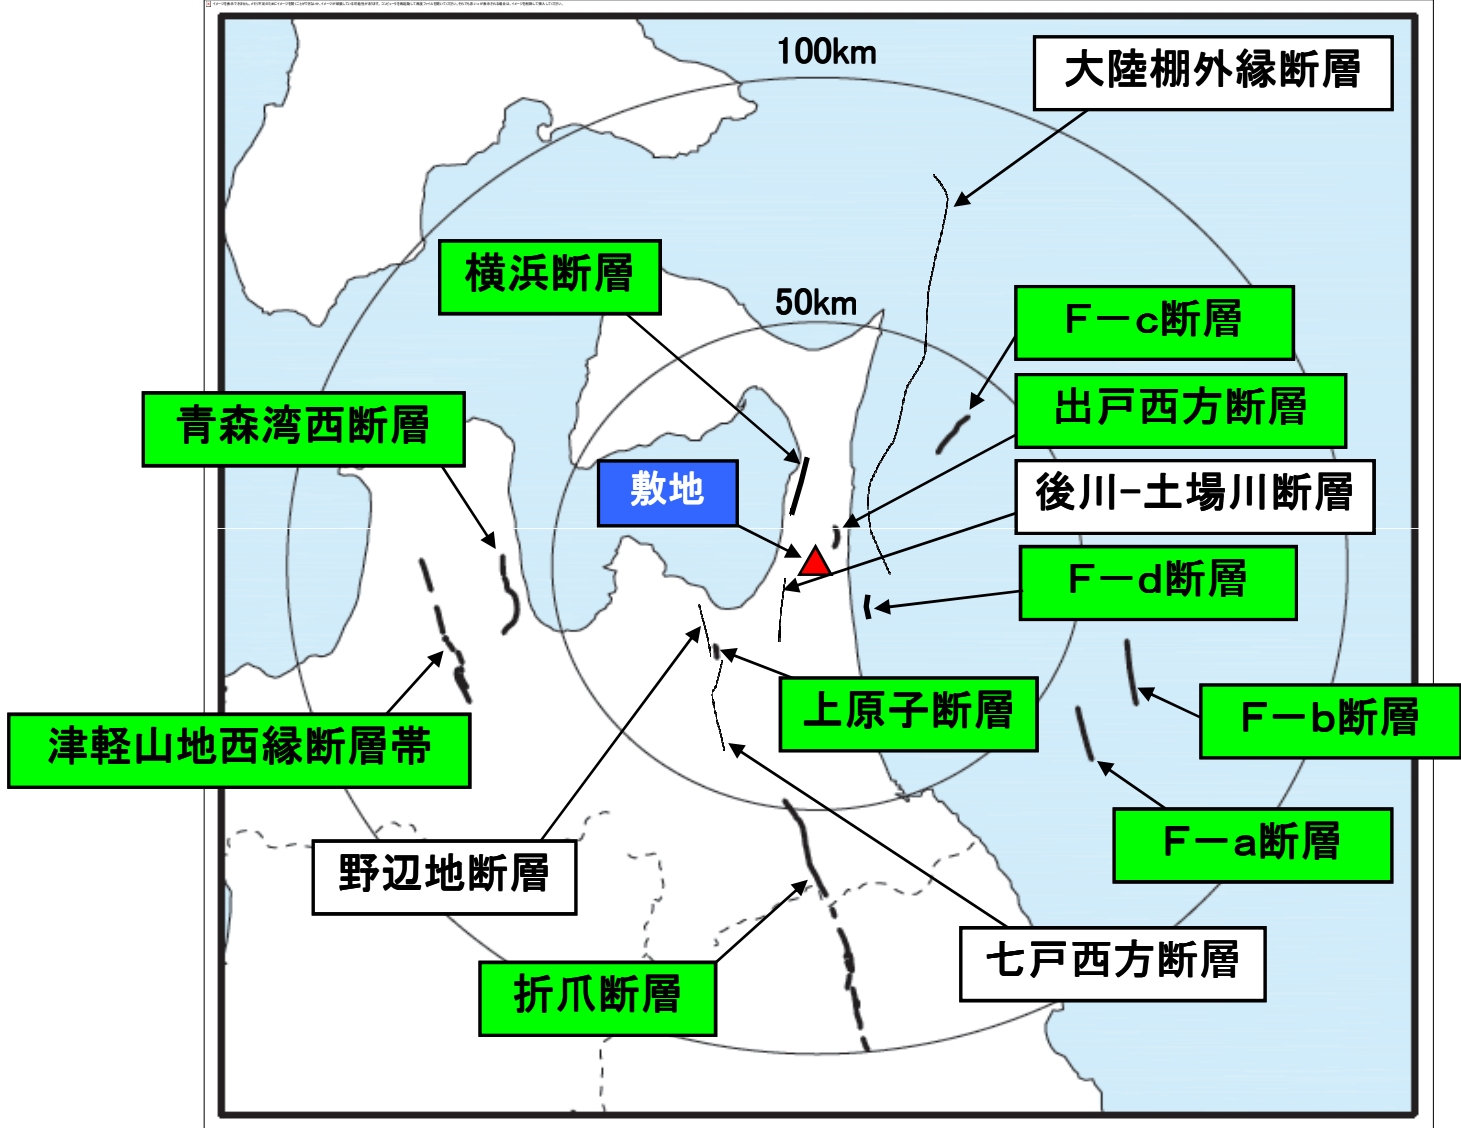 100km
大陸棚外縁断層
横浜断層
50km
F－c断層
青森湾西断層
出戸西方断層
敷地
後川-土場川断層
F－d断層
上原子断層
F－b断層
津軽山地西縁断層帯
F－a断層
野辺地断層
七戸西方断層
折爪断層